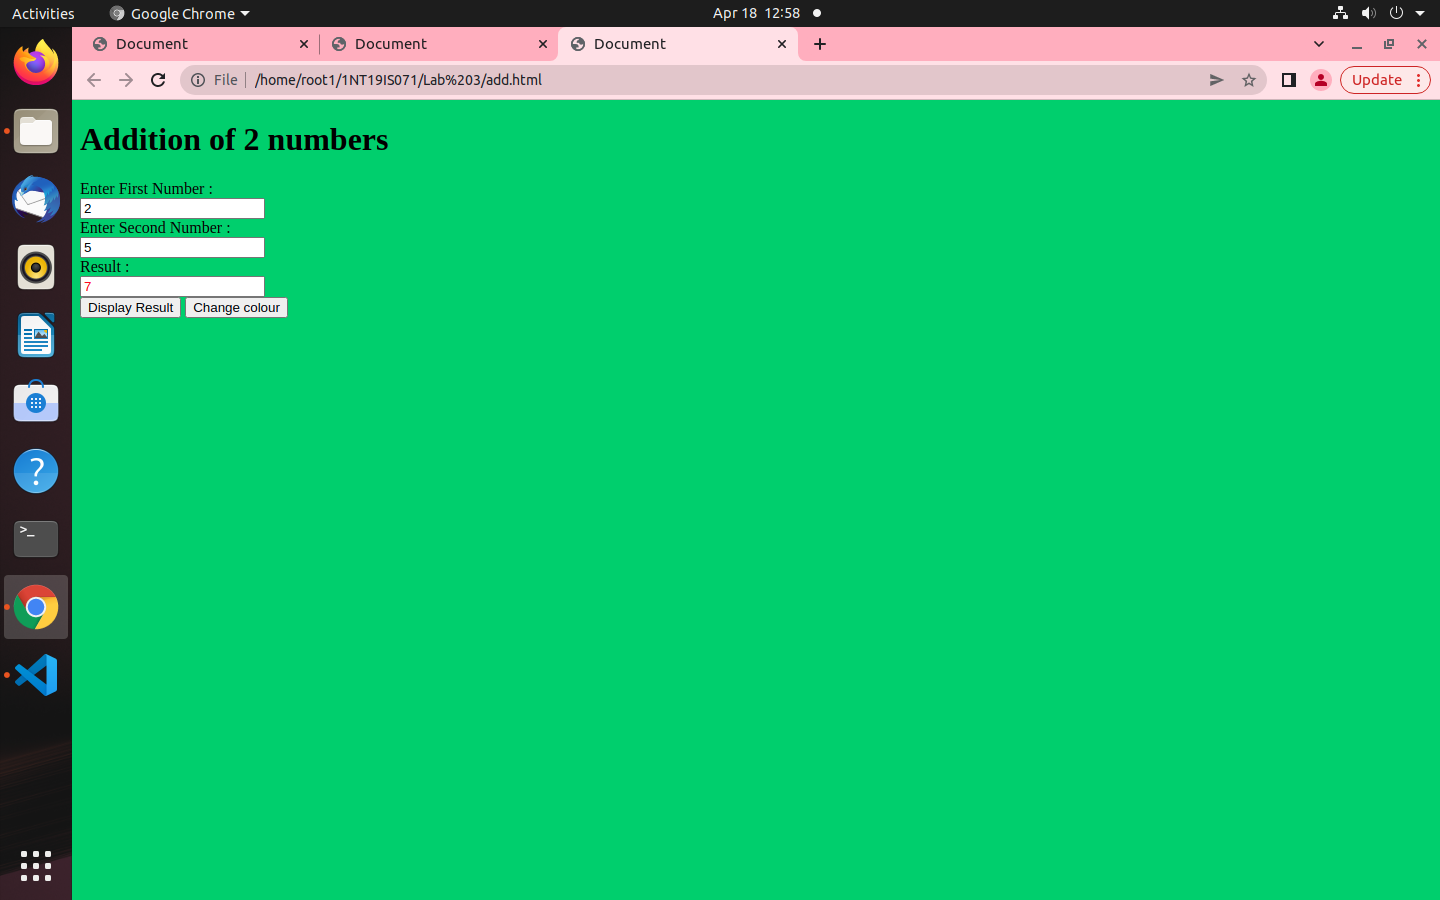 Activities Google Chrome Apr 18 12:58
Document Document Document
File /home/root1/1NT19IS071/Lab%203/add.html Update
Addition of 2 numbers
Enter First Number :
2
Enter Second Number :
5
Result :
7
Display Result Change colour